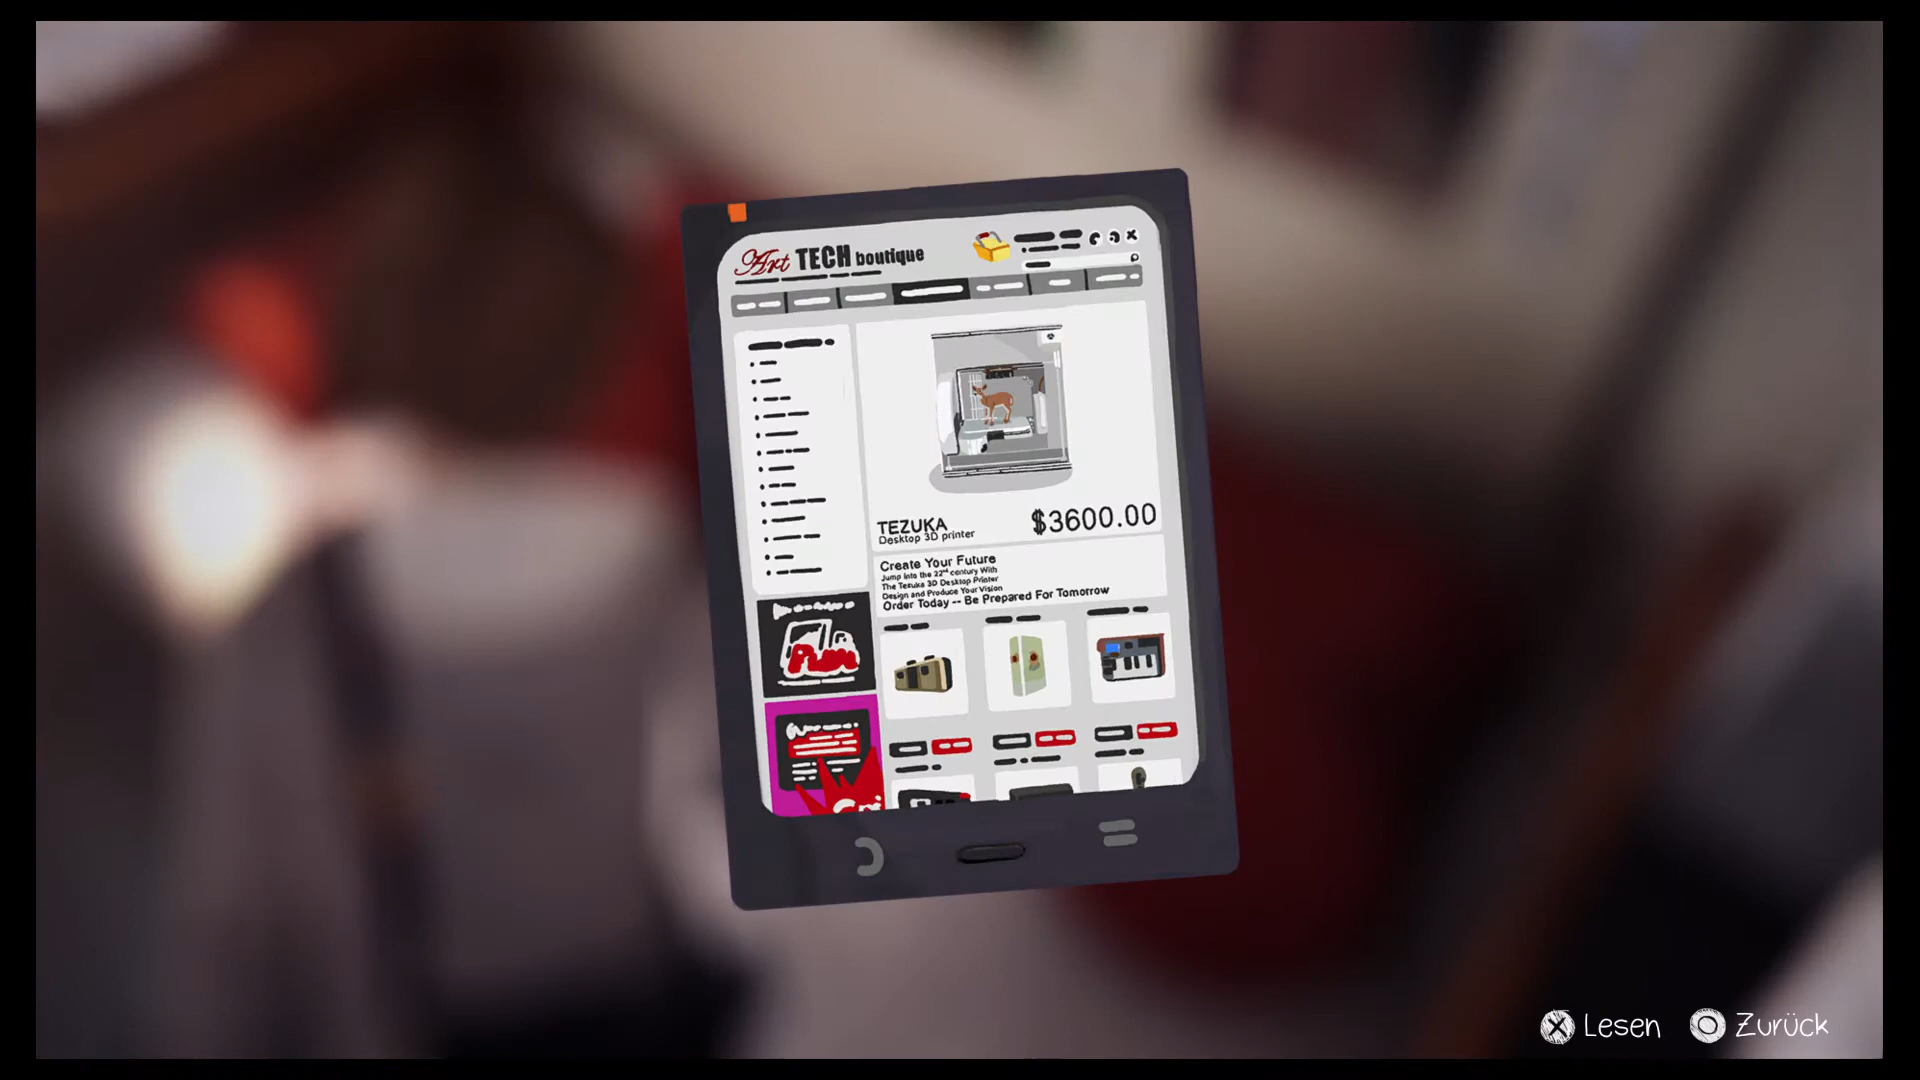 Art TECH boutique
TEZUKA
Desktop 3D printer
$3600.00
Create Your Future
Jump into the 22nd century With
The Tezuka 3D Desktop Printer
Design and Produce Your Vision
Order Today -- Be Prepared For Tomorrow
Lesen
Zurück